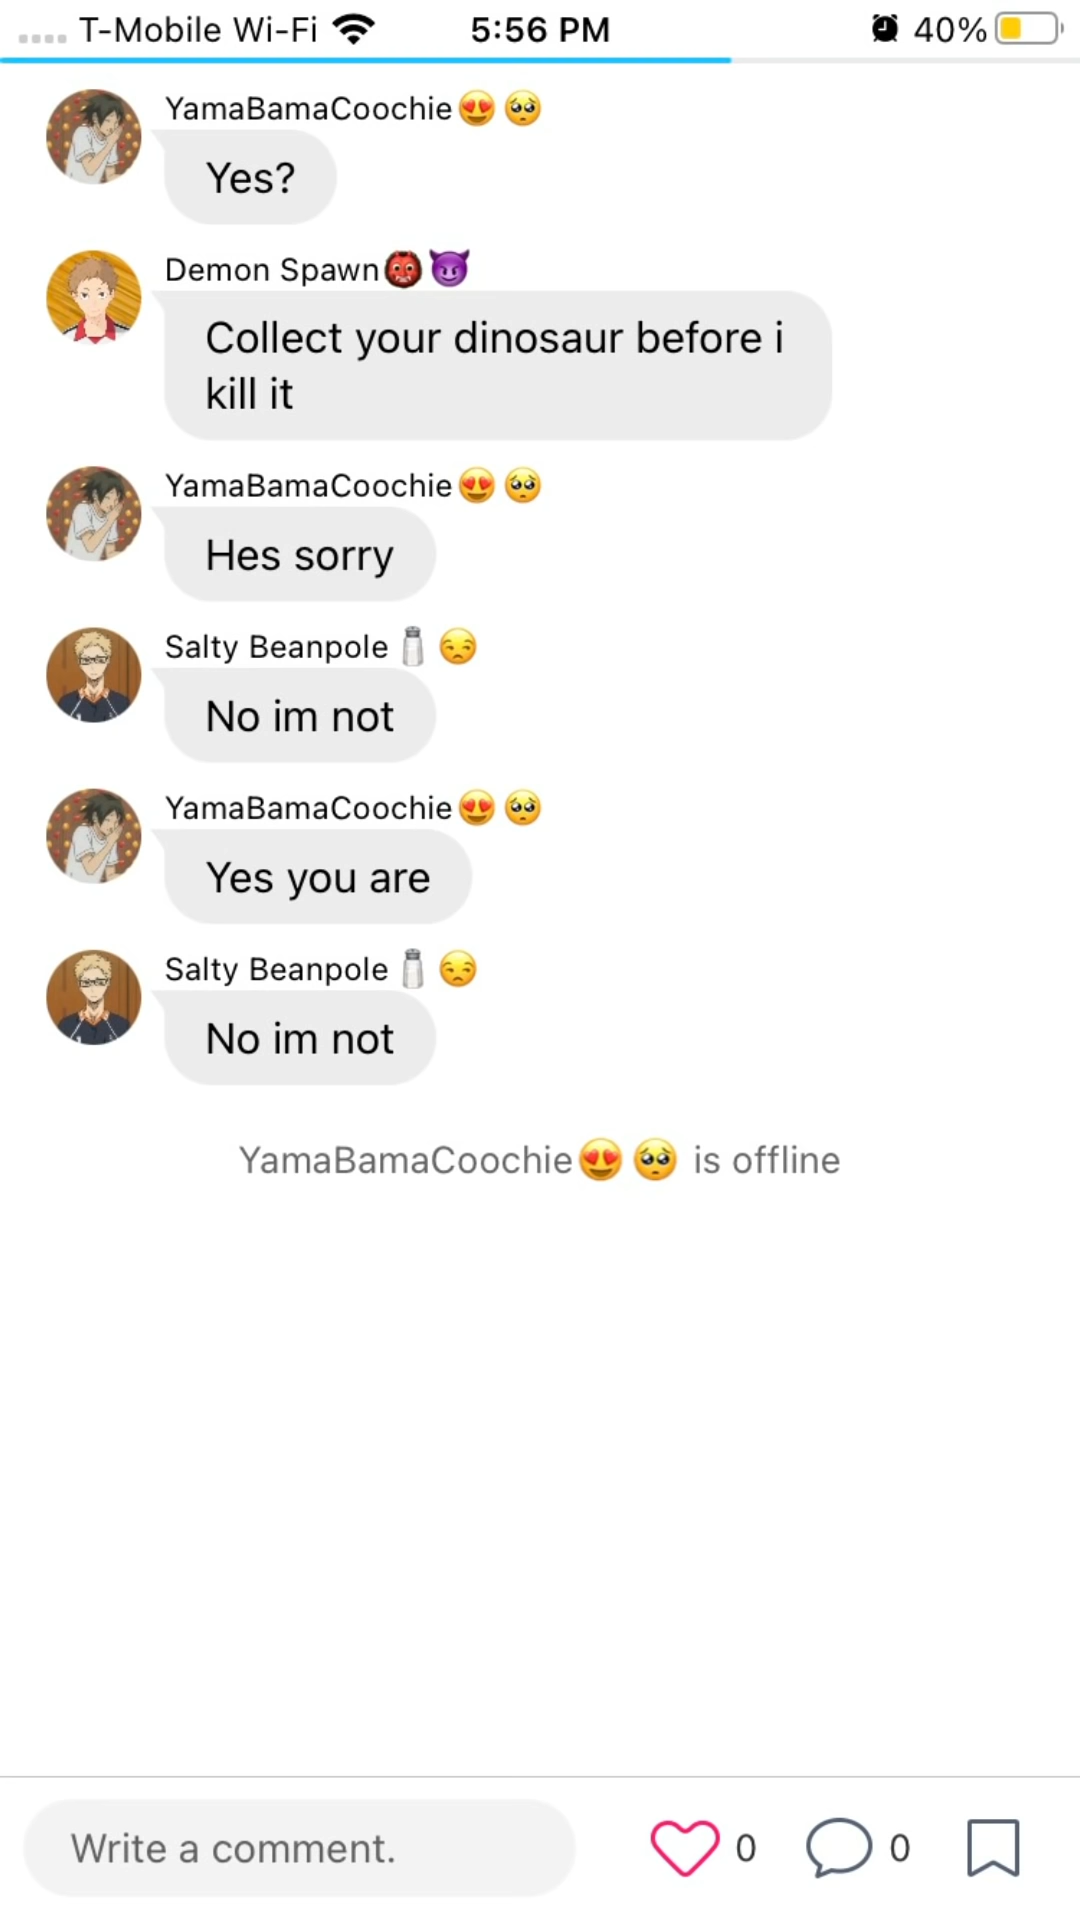 T-Mobile Wi-Fi 5:56 PM 40%
YamaBamaCoochie😍🥺
Yes?
Demon Spawn👹😈
Collect your dinosaur before i
kill it
YamaBamaCoochie😍🥺
Hes sorry
Salty Beanpole🧂😒
No im not
YamaBamaCoochie😍🥺
Yes you are
Salty Beanpole🧂😒
No im not
YamaBamaCoochie😍🥺 is offline
Write a comment. 0 0